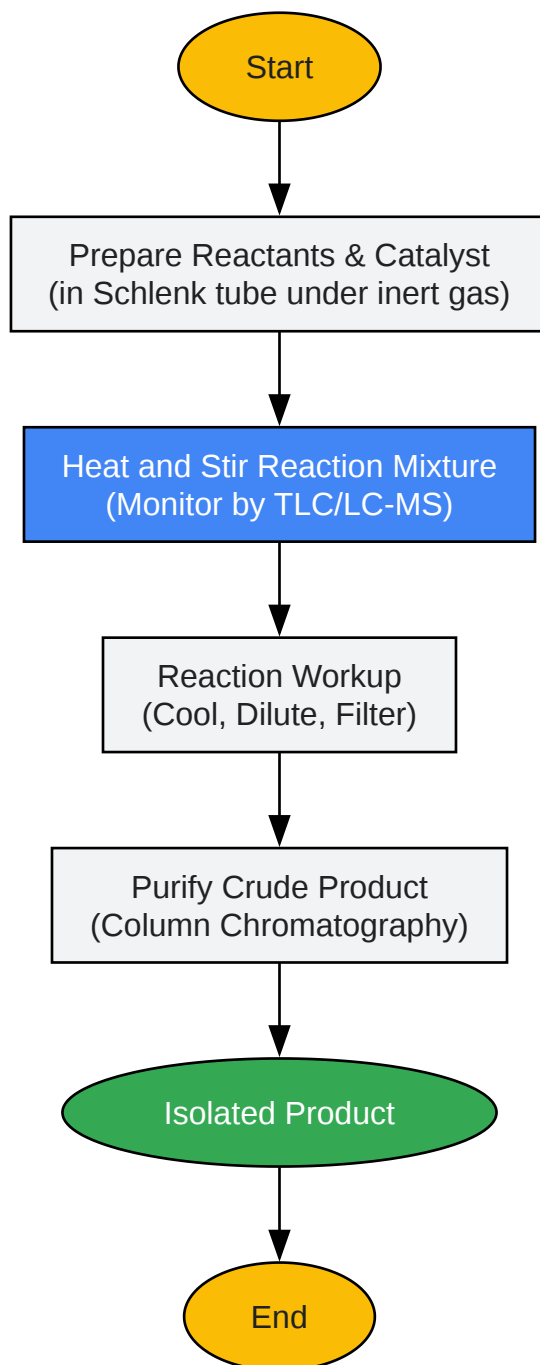 Start
Prepare Reactants & Catalyst
(in Schlenk tube under inert gas)
Heat and Stir Reaction Mixture
(Monitor by TLC/LC-MS)
Reaction Workup
(Cool, Dilute, Filter)
Purify Crude Product
(Column Chromatography)
Isolated Product
End